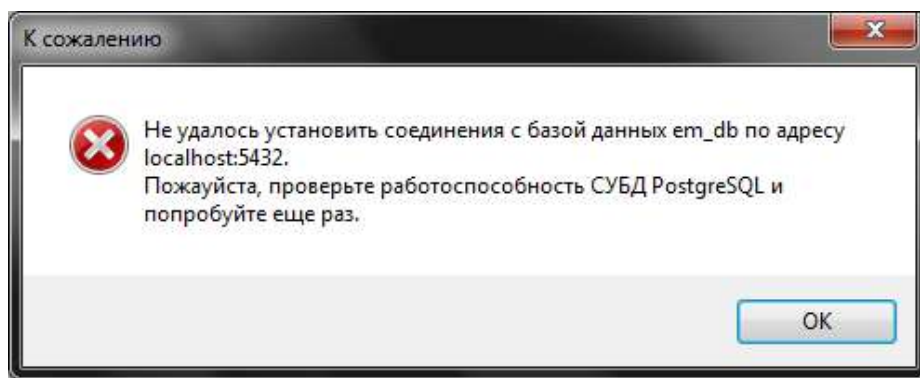 К сожалению
Не удалось установить соединения с базой данных em_db по адресу
localhost:5432.
Пожауйста, проверьте работоспособность СУБД PostgreSQL и
попробуйте еще раз.
OK